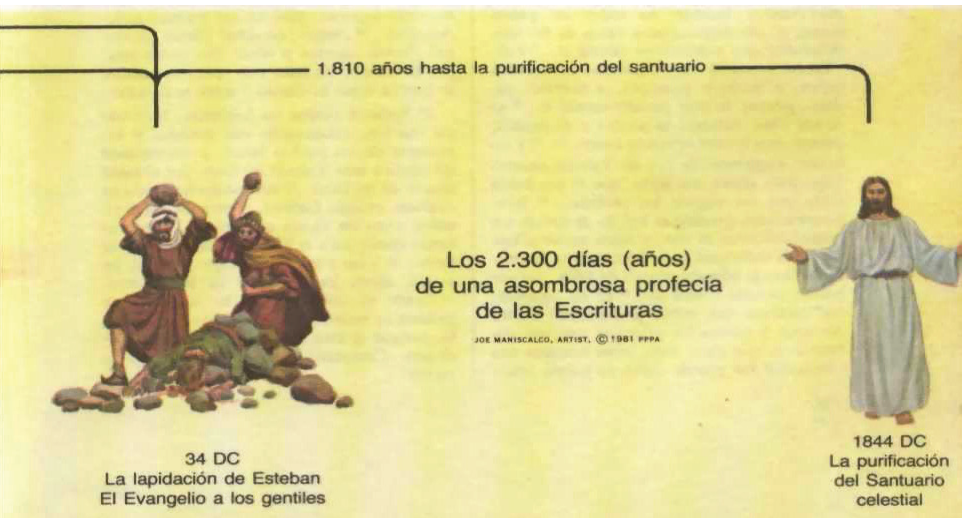 1.810 años hasta la purificación del santuario
Los 2.300 días (años)
de una asombrosa profecía
de las Escrituras
JOE MANISCALCO, ARTIST, © 1981 PPPA
34 DC
La lapidación de Esteban
El Evangelio a los gentiles
1844 DC
La purificación
del Santuario
celestial